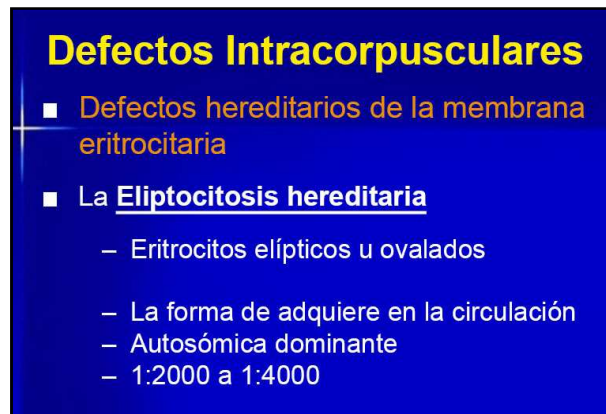 Defectos Intracorpusculares
■ Defectos hereditarios de la membrana
eritrocitaria
■ La Eliptocitosis hereditaria
– Eritrocitos elípticos u ovalados
– La forma de adquiere en la circulación
– Autosómica dominante
– 1:2000 a 1:4000